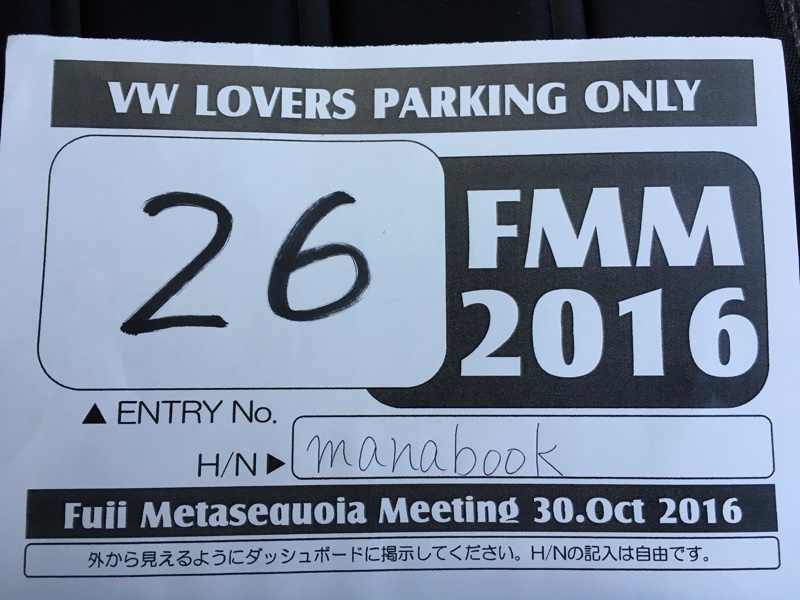 VW LOVERS PARKING ONLY
26
FMM
2016
▲ ENTRY No.
H/N▶ manabook
Fuii Metasequoia Meeting 30.Oct 2016
外から見えるようにダッシュボードに掲示してください。H/Nの記入は自由です。